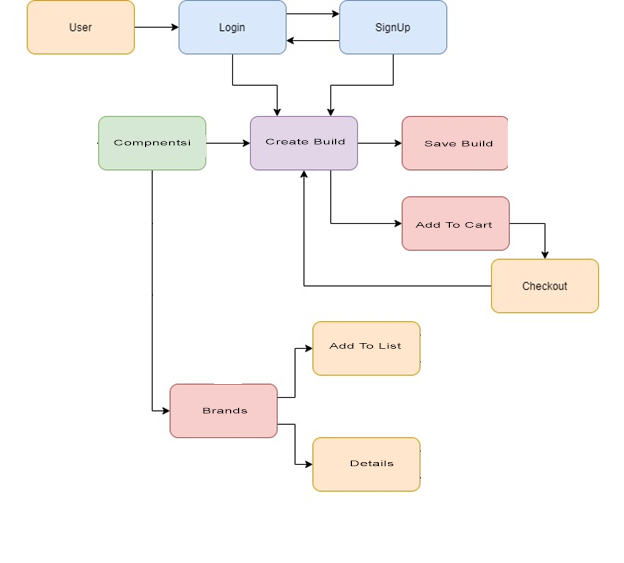 User
Login
SignUp
Compnentsi
Create Build
Save Build
Add To Cart
Checkout
Add To List
Brands
Details